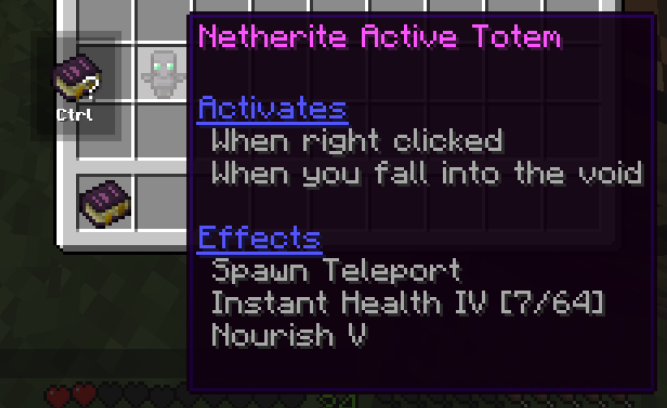 Netherite Active Totem
Activates
When right clicked
When you fall into the void
Effects
Spawn Teleport
Instant Health IV [7/64]
Nourish V
?
Ctrl